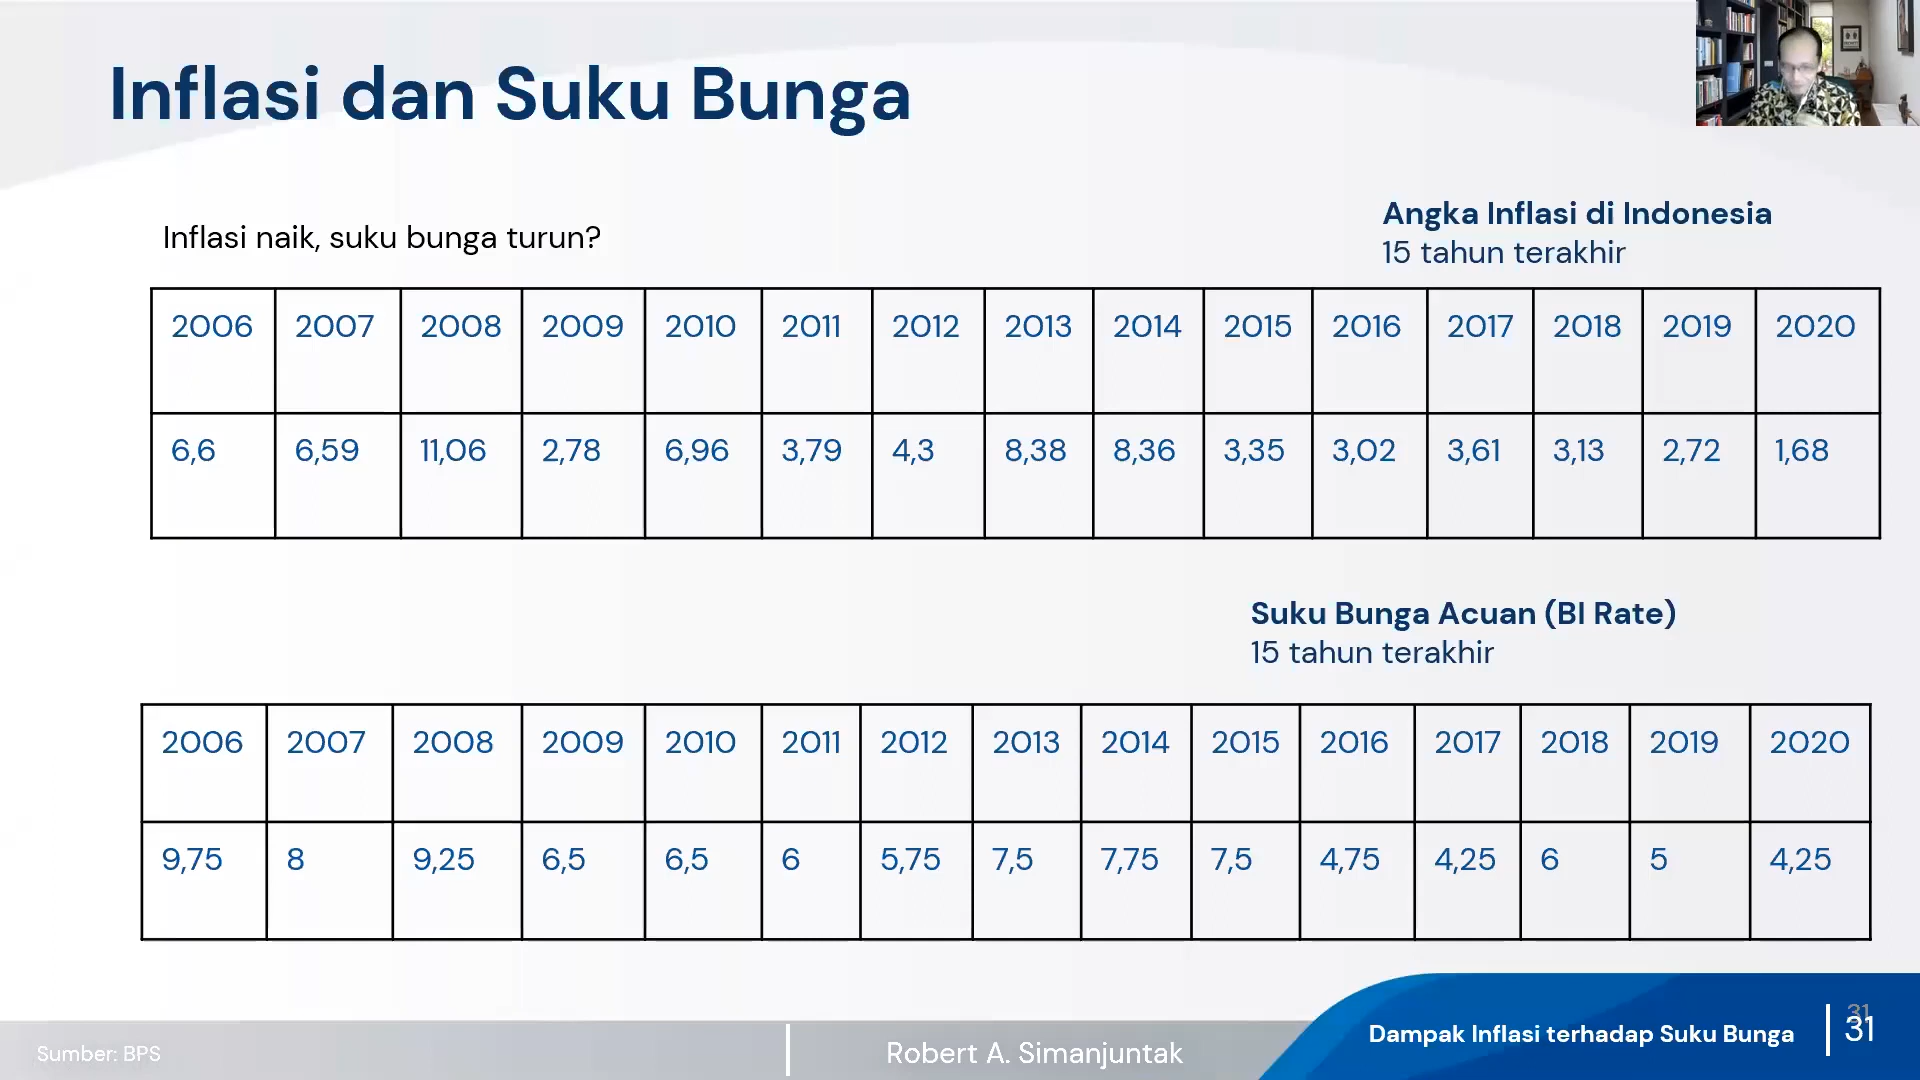 Inflasi dan Suku Bunga
Inflasi naik, suku bunga turun?
Angka Inflasi di Indonesia
15 tahun terakhir
2006 2007 2008 2009 2010 2011 2012 2013 2014 2015 2016 2017 2018 2019 2020
6,6 6,59 11,06 2,78 6,96 3,79 4,3 8,38 8,36 3,35 3,02 3,61 3,13 2,72 1,68
Suku Bunga Acuan (BI Rate)
15 tahun terakhir
2006 2007 2008 2009 2010 2011 2012 2013 2014 2015 2016 2017 2018 2019 2020
9,75 8 9,25 6,5 6,5 6 5,75 7,5 7,75 7,5 4,75 4,25 6 5 4,25
Sumber: BPS
Robert A. Simanjuntak
Dampak Inflasi terhadap Suku Bunga
31
31